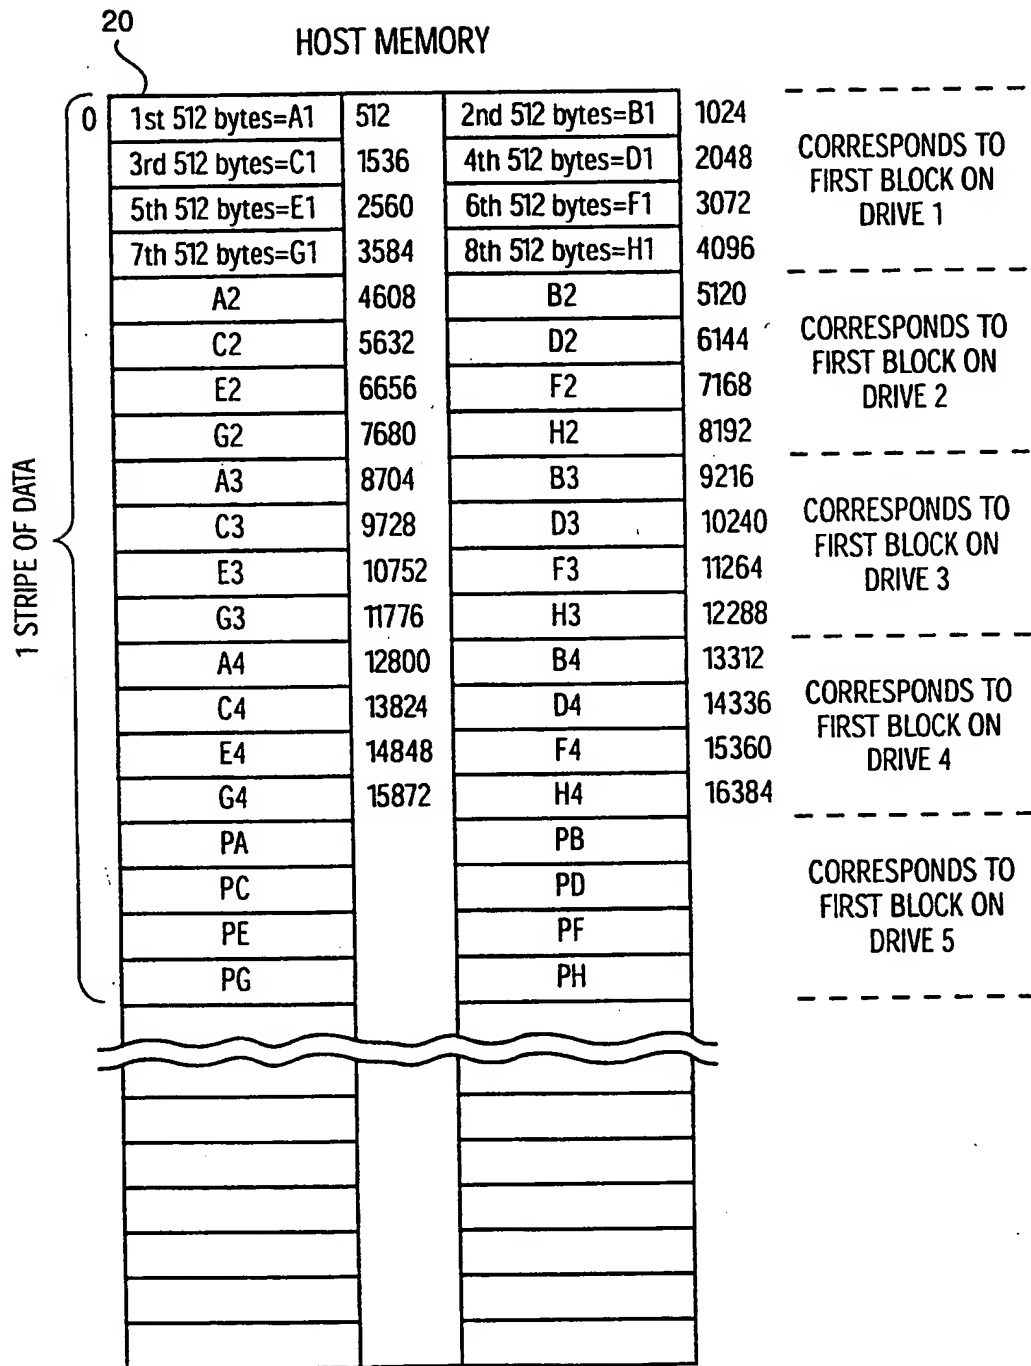 20
HOST MEMORY
0 1st 512 bytes=A1 512 2nd 512 bytes=B1 1024
3rd 512 bytes=C1 1536 4th 512 bytes=D1 2048
5th 512 bytes=E1 2560 6th 512 bytes=F1 3072
7th 512 bytes=G1 3584 8th 512 bytes=H1 4096
CORRESPONDS TO
FIRST BLOCK ON
DRIVE 1
A2 4608 B2 5120
C2 5632 D2 6144
E2 6656 F2 7168
G2 7680 H2 8192
CORRESPONDS TO
FIRST BLOCK ON
DRIVE 2
A3 8704 B3 9216
C3 9728 D3 10240
E3 10752 F3 11264
G3 11776 H3 12288
CORRESPONDS TO
FIRST BLOCK ON
DRIVE 3
A4 12800 B4 13312
C4 13824 D4 14336
E4 14848 F4 15360
G4 15872 H4 16384
CORRESPONDS TO
FIRST BLOCK ON
DRIVE 4
PA PB
PC PD
PE PF
PG PH
CORRESPONDS TO
FIRST BLOCK ON
DRIVE 5
1 STRIPE OF DATA